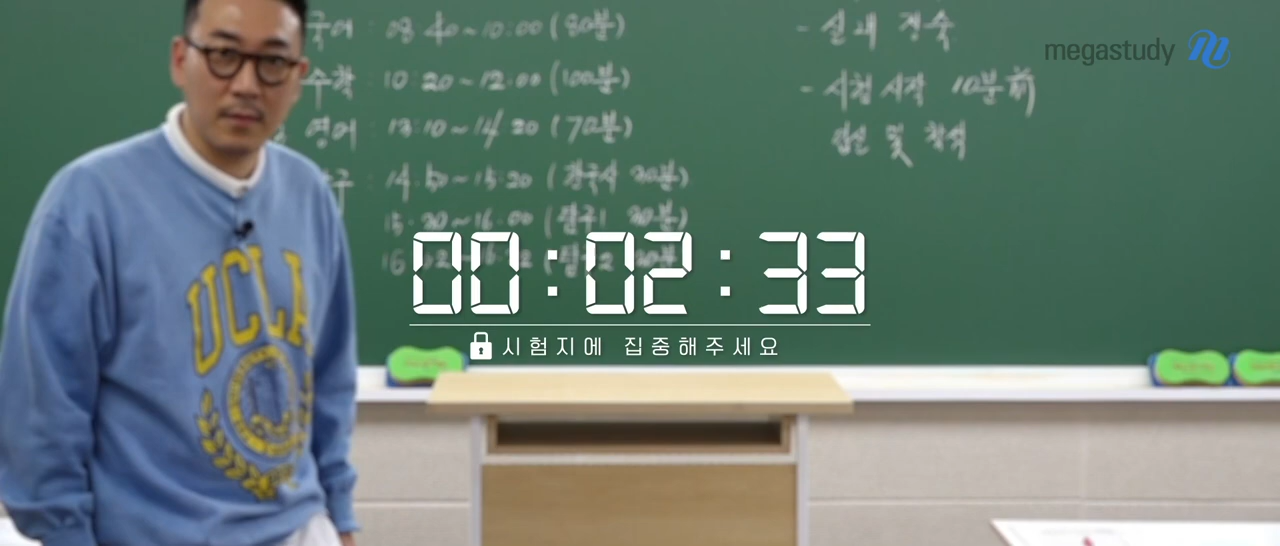 국어 : 08:40~10:00 (80분)
수학 : 10:20~12:00 (100분)
영어 : 13:10~14:20 (70분)
14:50~15:20 (한국사 30분)
15:20~16:00 (탐구1 30분)
- 실내 정숙
- 시험 시작 10분前
입실 및 착석
megastudy
00:02:33
시험지에 집중해주세요
UCLA